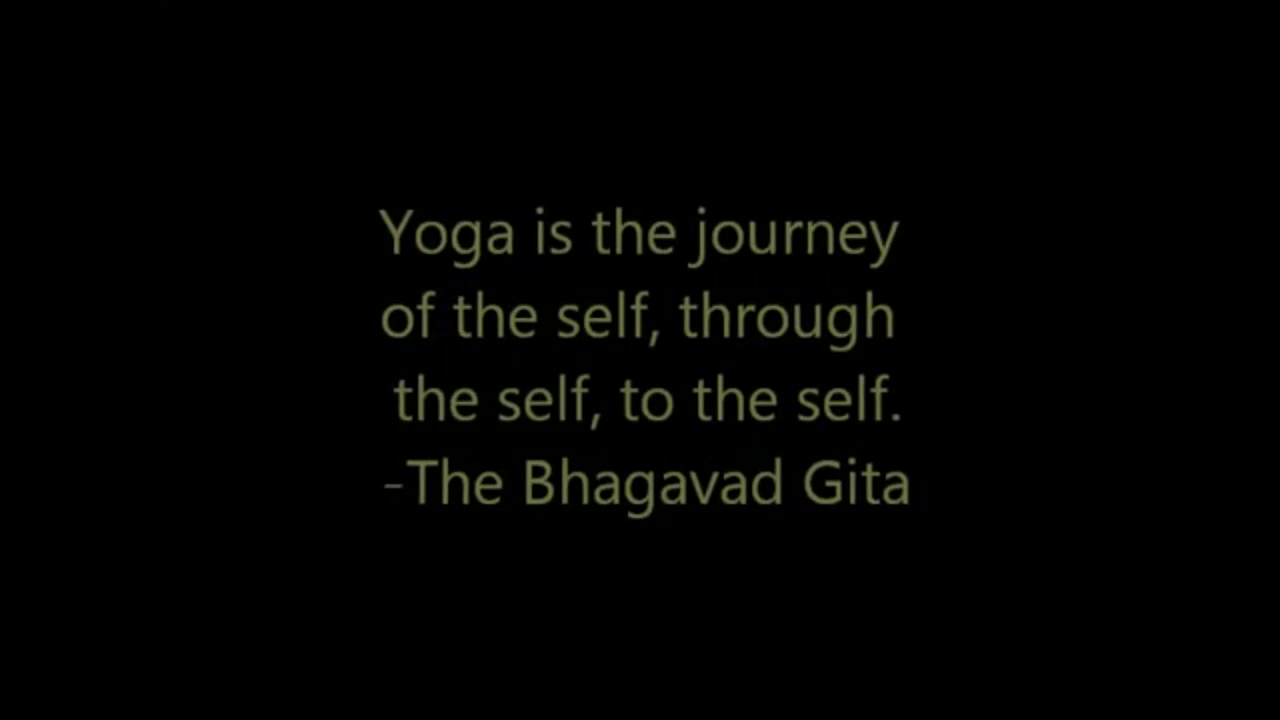 Yoga is the journey
of the self, through
the self, to the self.
-The Bhagavad Gita